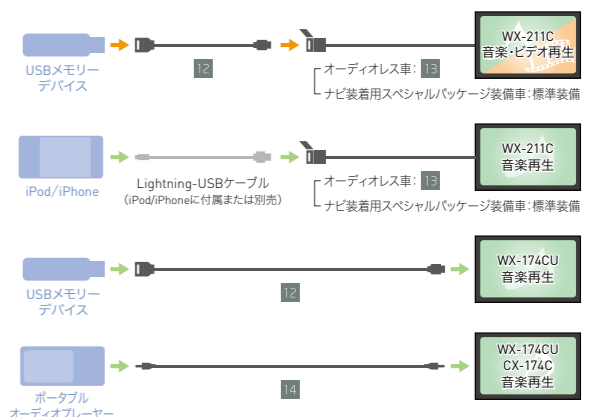 USBメモリー
デバイス
12
オーディオレス車： 13
ナビ装着用スペシャルパッケージ装備車：標準装備
WX-211C
音楽・ビデオ再生
iPod/iPhone
Lightning-USBケーブル
（iPod/iPhoneに付属または別売）
オーディオレス車： 13
ナビ装着用スペシャルパッケージ装備車：標準装備
WX-211C
音楽再生
USBメモリー
デバイス
12
WX-174CU
音楽再生
ポータブル
オーディオプレーヤー
14
WX-174CU
CX-174C
音楽再生